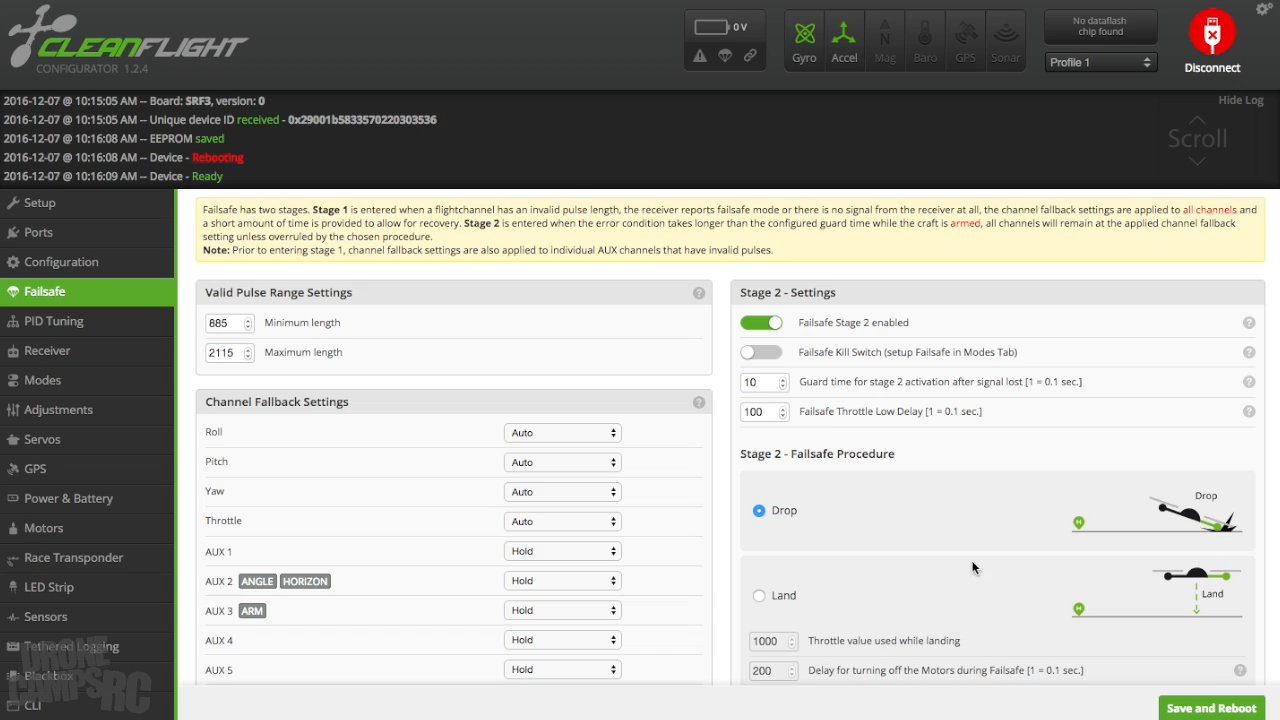 CLEANFLIGHT
CONFIGURATOR 1.2.4
0 V
Gyro
Accel
Mag
Baro
GPS
Sonar
No dataflash
chip found
Profile 1
Disconnect
2016-12-07 @ 10:15:05 AM -- Board: SRF3, version: 0
2016-12-07 @ 10:15:05 AM -- Unique device ID received - 0x29001b5833570220303536
2016-12-07 @ 10:16:08 AM -- EEPROM saved
2016-12-07 @ 10:16:08 AM -- Device - Rebooting
2016-12-07 @ 10:16:09 AM -- Device - Ready
Hide Log
Scroll
Setup
Ports
Configuration
Failsafe
PID Tuning
Receiver
Modes
Adjustments
Servos
GPS
Power & Battery
Motors
Race Transponder
LED Strip
Sensors
Tethered Logging
Blackbox
CLI
DRONE
CAMPS RC
Failsafe has two stages. Stage 1 is entered when a flightchannel has an invalid pulse length, the receiver reports failsafe mode or there is no signal from the receiver at all, the channel fallback settings are applied to all channels and
a short amount of time is provided to allow for recovery. Stage 2 is entered when the error condition takes longer than the configured guard time while the craft is armed, all channels will remain at the applied channel fallback
setting unless overruled by the chosen procedure.
Note: Prior to entering stage 1, channel fallback settings are also applied to individual AUX channels that have invalid pulses.
Valid Pulse Range Settings
885 Minimum length
2115 Maximum length
Channel Fallback Settings
Roll Auto
Pitch Auto
Yaw Auto
Throttle Auto
AUX 1 Hold
AUX 2 ANGLE HORIZON Hold
AUX 3 ARM Hold
AUX 4 Hold
AUX 5 Hold
Stage 2 - Settings
Failsafe Stage 2 enabled
Failsafe Kill Switch (setup Failsafe in Modes Tab)
10 Guard time for stage 2 activation after signal lost [1 = 0.1 sec.]
100 Failsafe Throttle Low Delay [1 = 0.1 sec.]
Stage 2 - Failsafe Procedure
Drop
Drop
Land
Land
1000 Throttle value used while landing
200 Delay for turning off the Motors during Failsafe [1 = 0.1 sec.]
Save and Reboot